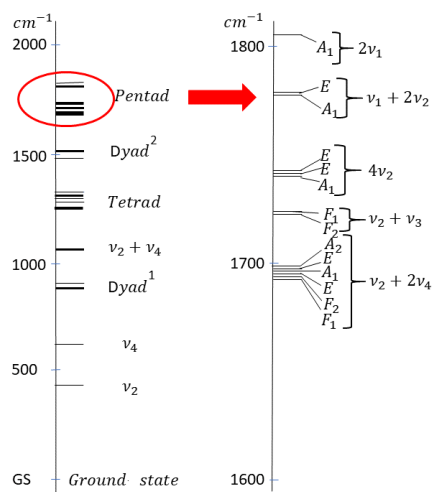 cm⁻¹
2000
Pentad
1500
Dyad²
Tetrad
ν₂ + ν₄
1000
Dyad¹
ν₄
500
ν₂
GS Ground state
cm⁻¹
1800
A₁ } 2ν₁
E
A₁ } ν₁ + 2ν₂
E
E
A₁ } 4ν₂
F₁
F₂ } ν₂ + ν₃
A₂
E
1700
A₁ } ν₂ + 2ν₄
E
F₂
F₁
1600